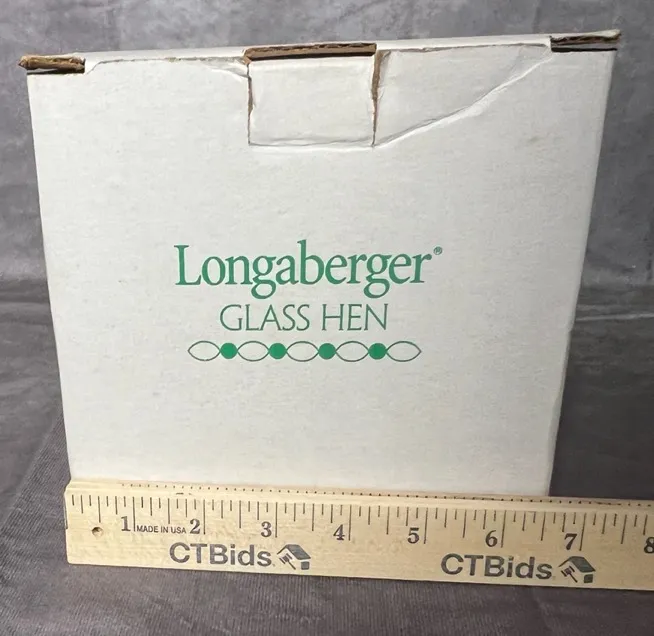 Longaberger®
GLASS HEN
1 MADE IN USA 2 3 4 5 6 7 8
CTBids CTBids